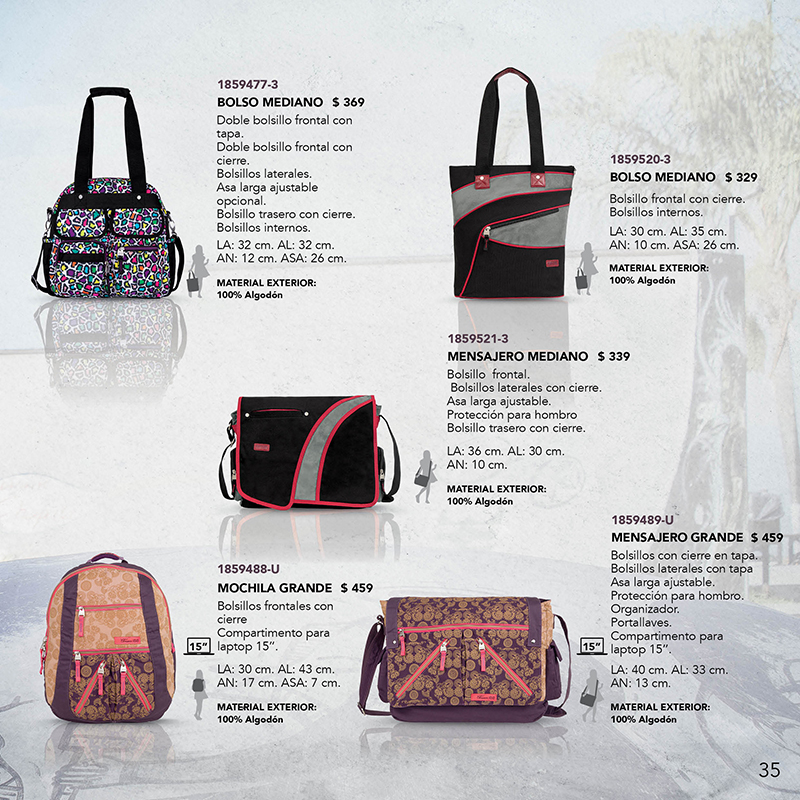 1859477-3
BOLSO MEDIANO $ 369
Doble bolsillo frontal con
tapa.
Doble bolsillo frontal con
cierre.
Bolsillos laterales.
Asa larga ajustable
opcional.
Bolsillo trasero con cierre.
Bolsillos internos.
LA: 32 cm. AL: 32 cm.
AN: 12 cm. ASA: 26 cm.
MATERIAL EXTERIOR:
100% Algodón
1859520-3
BOLSO MEDIANO $ 329
Bolsillo frontal con cierre.
Bolsillos internos.
LA: 30 cm. AL: 35 cm.
AN: 10 cm. ASA: 26 cm.
MATERIAL EXTERIOR:
100% Algodón
1859521-3
MENSAJERO MEDIANO $ 339
Bolsillo frontal.
Bolsillos laterales con cierre.
Asa larga ajustable.
Protección para hombro
Bolsillo trasero con cierre.
LA: 36 cm. AL: 30 cm.
AN: 10 cm.
MATERIAL EXTERIOR:
100% Algodón
1859488-U
MOCHILA GRANDE $ 459
Bolsillos frontales con
cierre
Compartimento para
laptop 15”.
15”
LA: 30 cm. AL: 43 cm.
AN: 17 cm. ASA: 7 cm.
MATERIAL EXTERIOR:
100% Algodón
1859489-U
MENSAJERO GRANDE $ 459
Bolsillos con cierre en tapa.
Bolsillos laterales con tapa
Asa larga ajustable.
Protección para hombro.
Organizador.
Portallaves.
Compartimento para
laptop 15”.
15”
LA: 40 cm. AL: 33 cm.
AN: 13 cm.
MATERIAL EXTERIOR:
100% Algodón
35